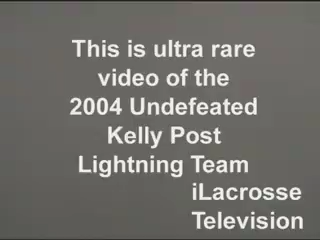 This is ultra rare
video of the
2004 Undefeated
Kelly Post
Lightning Team
iLacrosse
Television